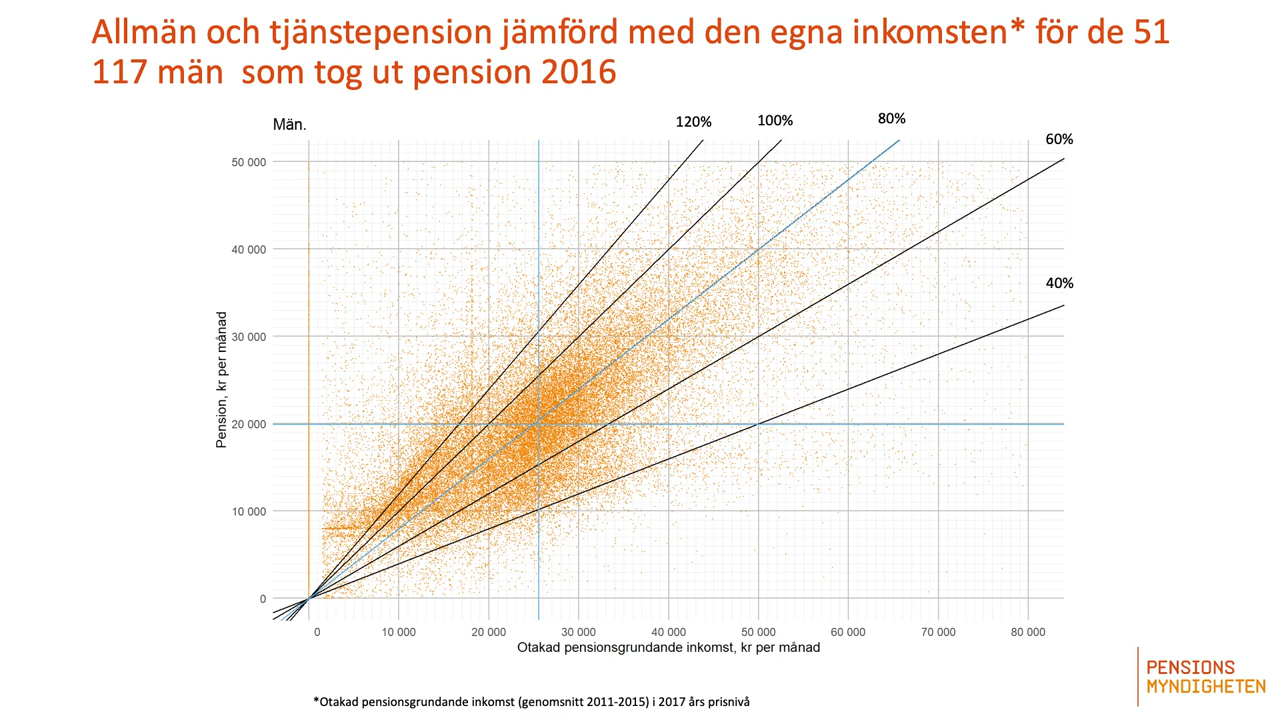 Allmän och tjänstepension jämförd med den egna inkomsten* för de 51
117 män  som tog ut pension 2016
Män.
120%
100%
80%
60%
40%
50 000
40 000
30 000
20 000
10 000
0
Pension, kr per månad
0
10 000
20 000
30 000
40 000
50 000
60 000
70 000
80 000
Otakad pensionsgrundande inkomst, kr per månad
*Otakad pensionsgrundande inkomst (genomsnitt 2011-2015) i 2017 års prisnivå
PENSIONS
MYNDIGHETEN